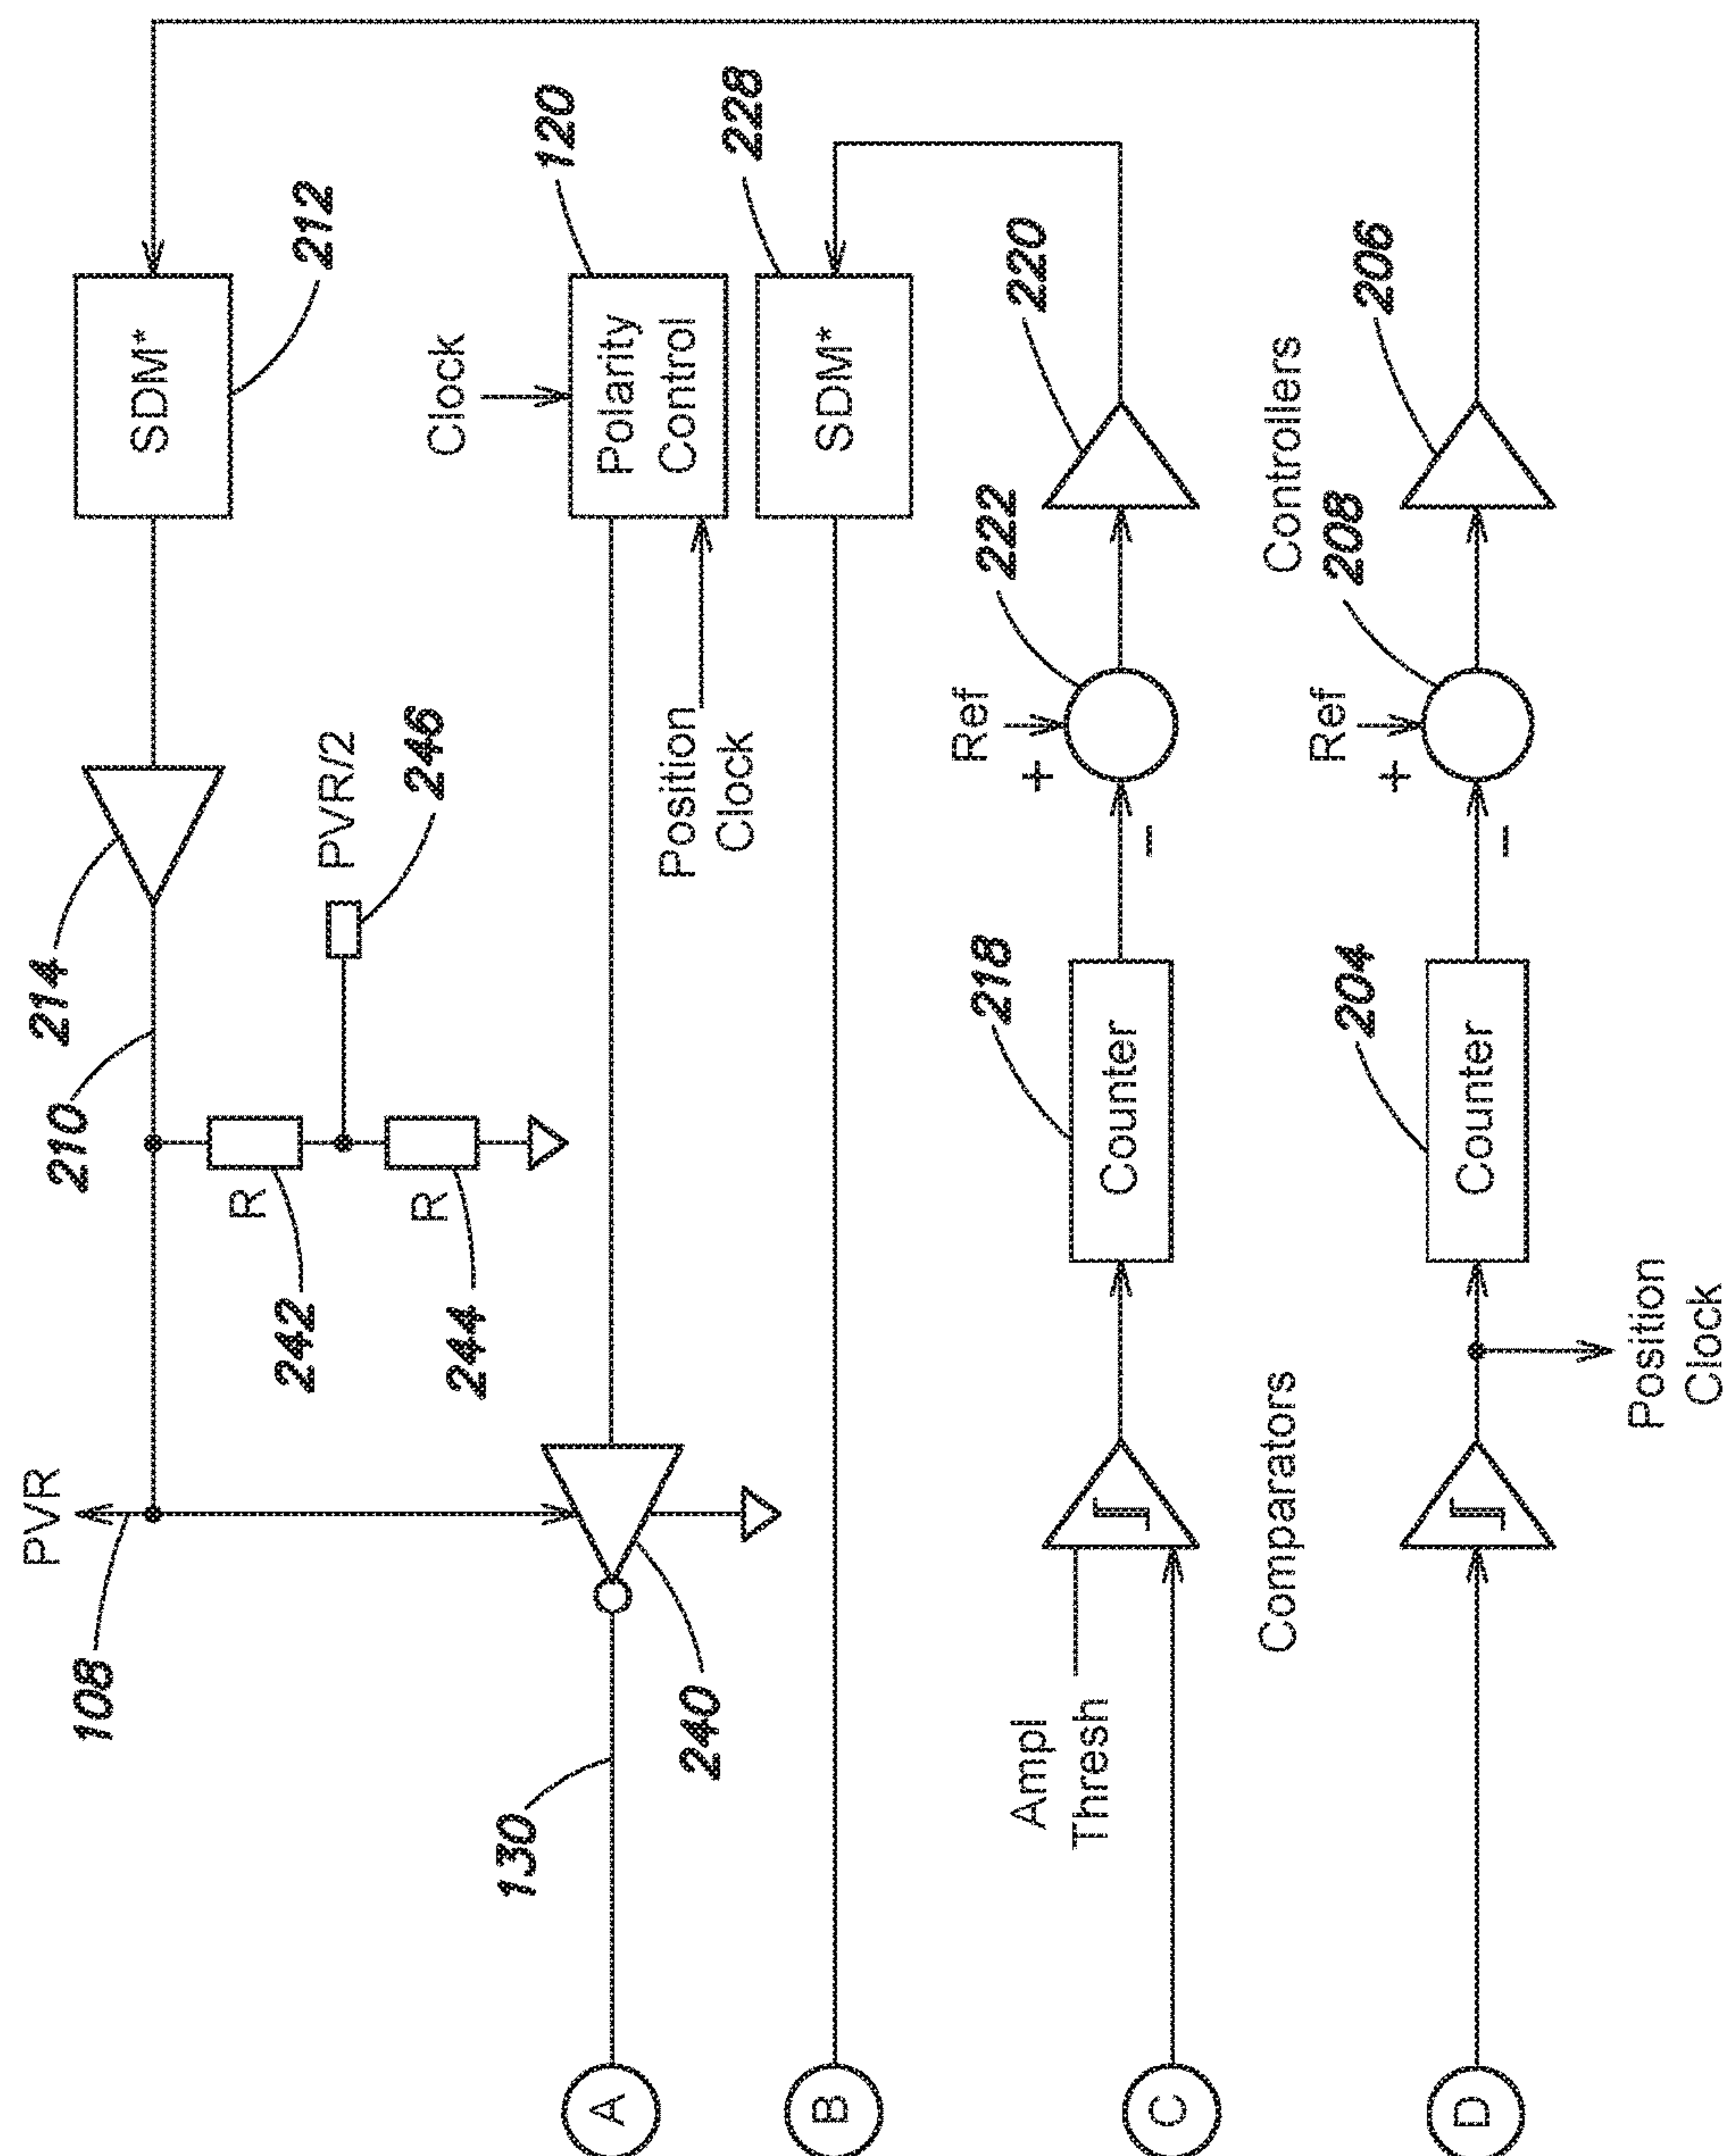 PVR
108
210
214
SDM*
212
R
242
R
244
PVR/2
246
Clock
120
Polarity
Control
Position
Clock
130
240
SDM*
228
A
B
C
D
Ampl
Thresh
Comparators
Counter
218
Ref
+
−
222
220
Controllers
Counter
204
Ref
+
−
208
206
Position
Clock